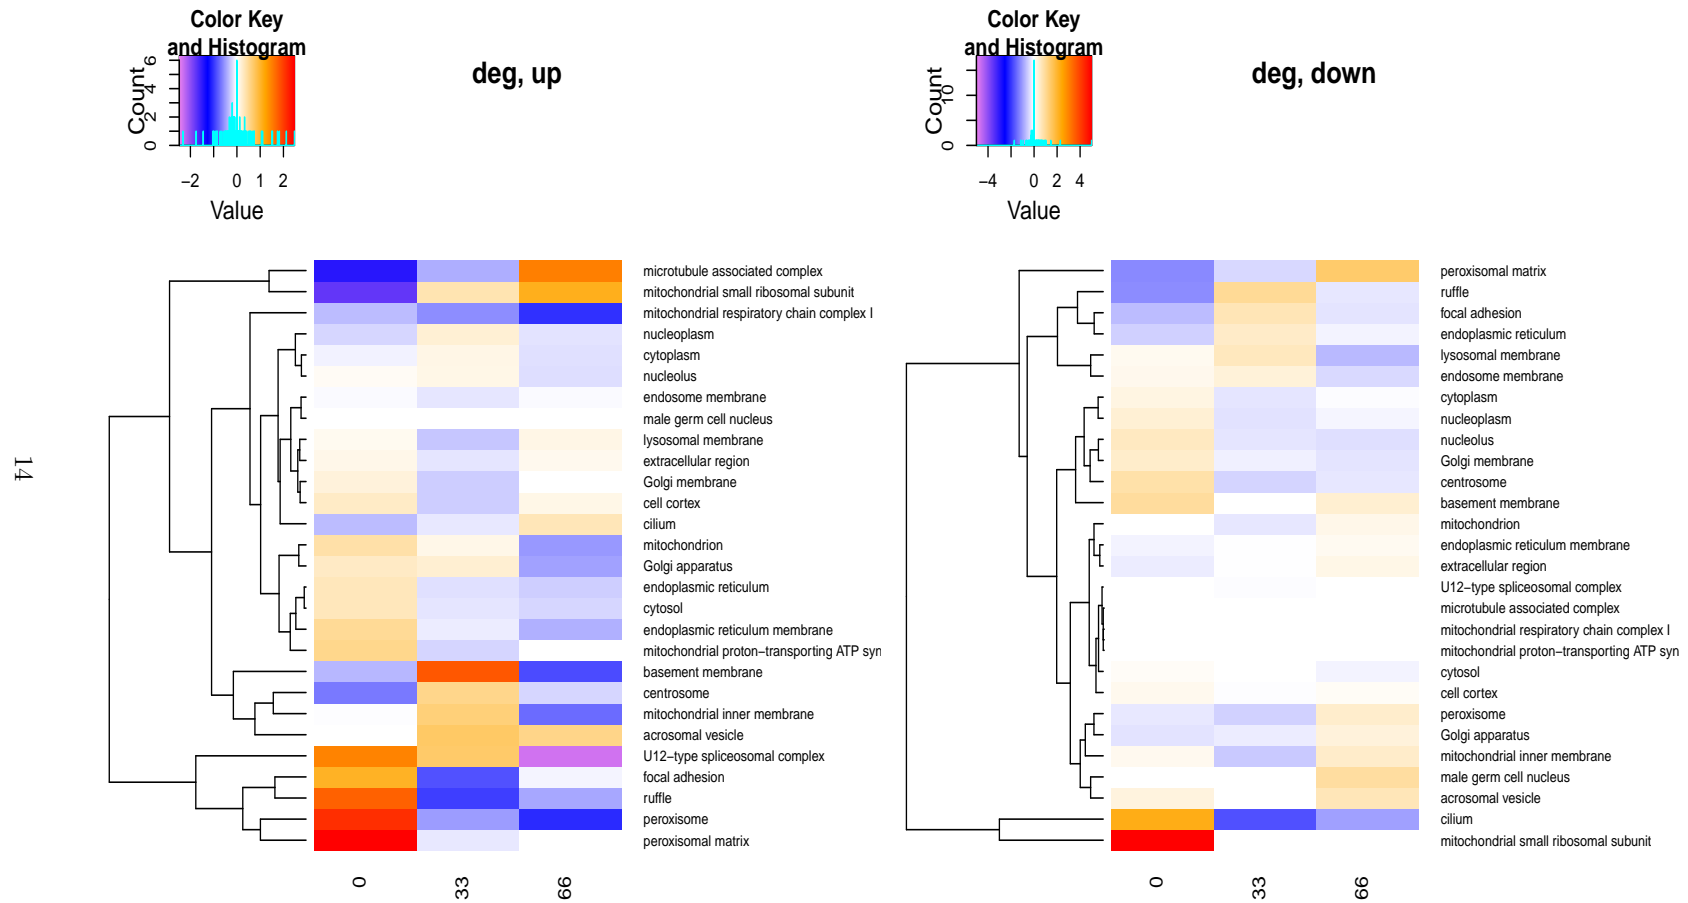 Color Key
and Histogram
Count
0 2 4 6
−2 0 1 2
Value
deg, up
microtubule associated complex
mitochondrial small ribosomal subunit
mitochondrial respiratory chain complex I
nucleoplasm
cytoplasm
nucleolus
endosome membrane
male germ cell nucleus
lysosomal membrane
extracellular region
Golgi membrane
cell cortex
cilium
mitochondrion
Golgi apparatus
endoplasmic reticulum
cytosol
endoplasmic reticulum membrane
mitochondrial proton−transporting ATP syn
basement membrane
centrosome
mitochondrial inner membrane
acrosomal vesicle
U12−type spliceosomal complex
focal adhesion
ruffle
peroxisome
peroxisomal matrix
0 33 66
Color Key
and Histogram
Count
0 10
−4 0 2 4
Value
deg, down
peroxisomal matrix
ruffle
focal adhesion
endoplasmic reticulum
lysosomal membrane
endosome membrane
cytoplasm
nucleoplasm
nucleolus
Golgi membrane
centrosome
basement membrane
mitochondrion
endoplasmic reticulum membrane
extracellular region
U12−type spliceosomal complex
microtubule associated complex
mitochondrial respiratory chain complex I
mitochondrial proton−transporting ATP syn
cytosol
cell cortex
peroxisome
Golgi apparatus
mitochondrial inner membrane
male germ cell nucleus
acrosomal vesicle
cilium
mitochondrial small ribosomal subunit
0 33 66
14